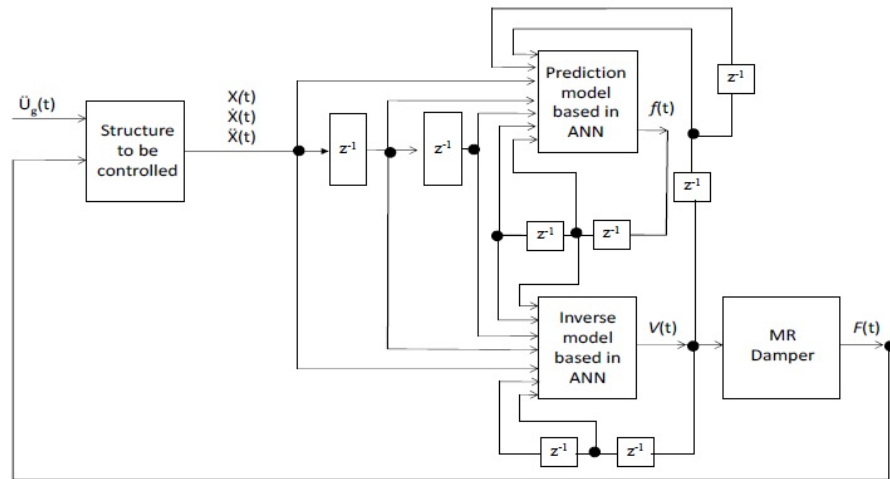 Ü_g(t)
Structure
to be
controlled
X(t)
Ẋ(t)
Ẍ(t)
z⁻¹
z⁻¹
Prediction
model
based in
ANN
f(t)
z⁻¹
z⁻¹
z⁻¹
z⁻¹
Inverse
model
based in
ANN
V(t)
MR
Damper
F(t)
z⁻¹
z⁻¹